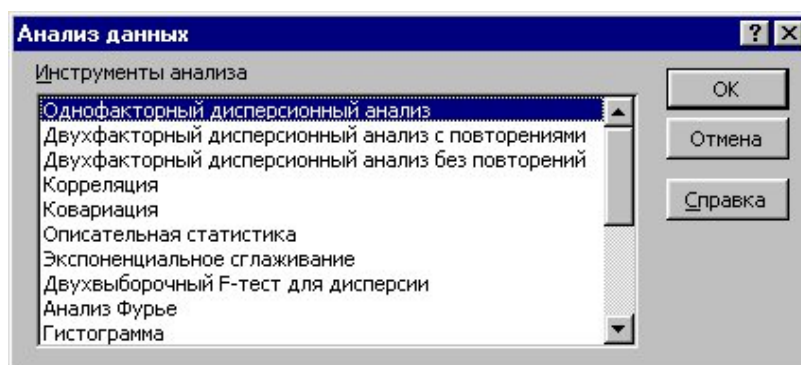 Анализ данных
Инструменты анализа
Однофакторный дисперсионный анализ
Двухфакторный дисперсионный анализ с повторениями
Двухфакторный дисперсионный анализ без повторений
Корреляция
Ковариация
Описательная статистика
Экспоненциальное сглаживание
Двухвыборочный F-тест для дисперсии
Анализ Фурье
Гистограмма
OK
Отмена
Справка